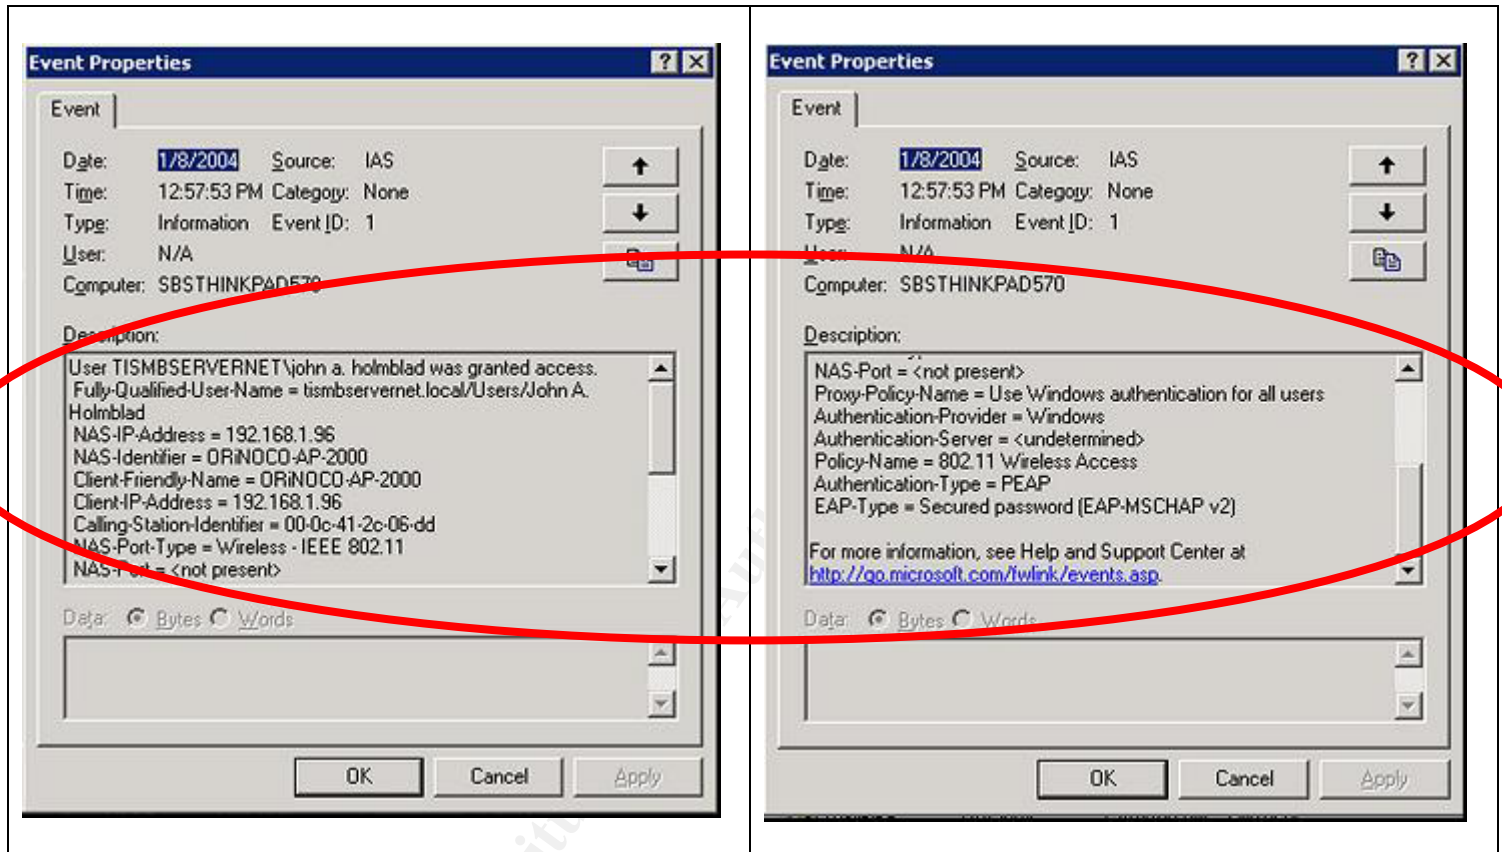 Event Properties
Event
Date: 1/8/2004 Source: IAS
Time: 12:57:53 PM Category: None
Type: Information Event ID: 1
User: N/A
Computer: SBSTHINKPAD570
Description:
User TISMBSERVERNET\john a. holmblad was granted access.
Fully-Qualified-User-Name = tismbservernet.local/Users/John A.
Holmblad
NAS-IP-Address = 192.168.1.96
NAS-Identifier = ORiNOCO-AP-2000
Client-Friendly-Name = ORiNOCO-AP-2000
Client-IP-Address = 192.168.1.96
Calling-Station-Identifier = 00-0c-41-2c-06-dd
NAS-Port-Type = Wireless - IEEE 802.11
NAS-Port = <not present>
Data: Bytes Words
OK Cancel Apply
Event Properties
Event
Date: 1/8/2004 Source: IAS
Time: 12:57:53 PM Category: None
Type: Information Event ID: 1
User: N/A
Computer: SBSTHINKPAD570
Description:
NAS-Port = <not present>
Proxy-Policy-Name = Use Windows authentication for all users
Authentication-Provider = Windows
Authentication-Server = <undetermined>
Policy-Name = 802.11 Wireless Access
Authentication-Type = PEAP
EAP-Type = Secured password (EAP-MSCHAP v2)
For more information, see Help and Support Center at
http://go.microsoft.com/fwlink/events.asp.
Data: Bytes Words
OK Cancel Apply